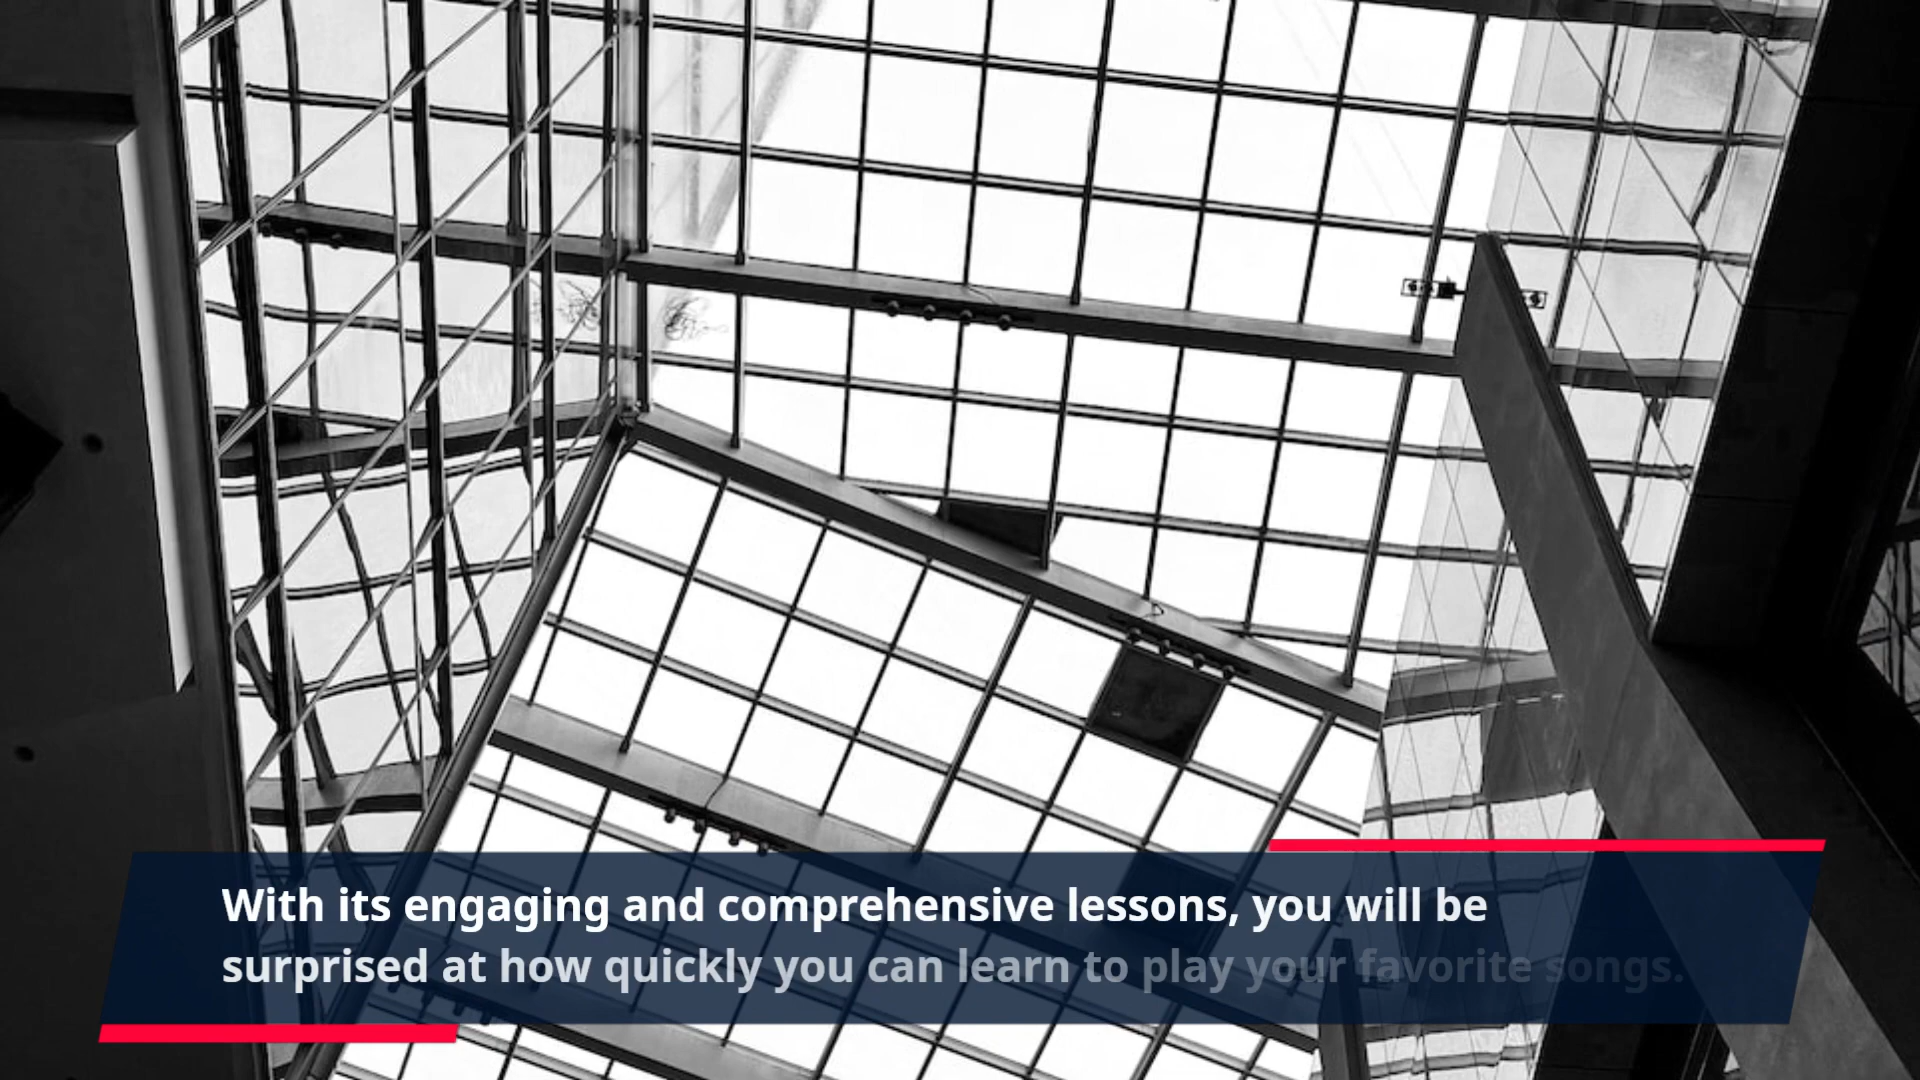 With its engaging and comprehensive lessons, you will be
surprised at how quickly you can learn to play your favorite songs.